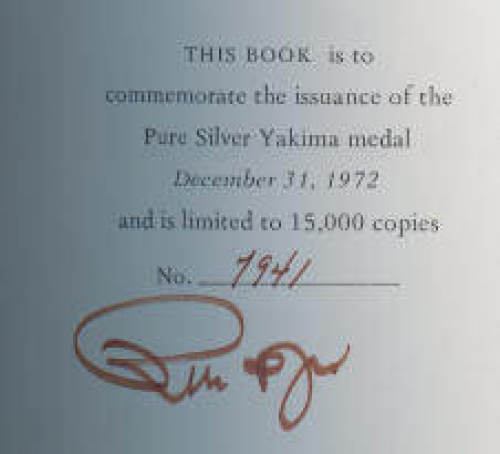 THIS BOOK is to
commemorate the issuance of the
Pure Silver Yakima medal
December 31, 1972
and is limited to 15,000 copies
No. 7941